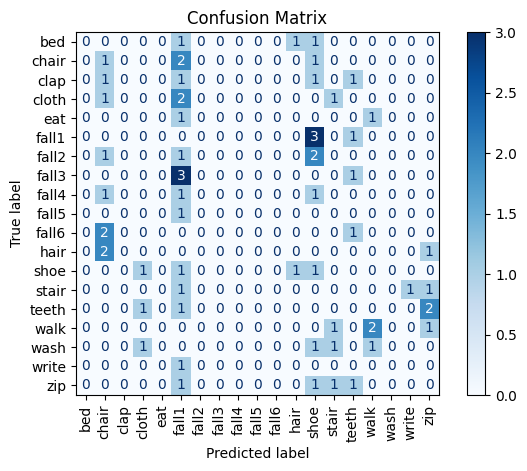 Confusion Matrix
True label
bed 0 0 0 0 0 1 0 0 0 0 0 1 1 0 0 0 0 0 0
chair 0 1 0 0 0 2 0 0 0 0 0 0 1 0 0 0 0 0 0
clap 0 1 0 0 0 1 0 0 0 0 0 0 1 0 1 0 0 0 0
cloth 0 1 0 0 0 2 0 0 0 0 0 0 0 1 0 0 0 0 0
eat 0 0 0 0 0 1 0 0 0 0 0 0 0 0 0 1 0 0 0
fall1 0 0 0 0 0 0 0 0 0 0 0 0 3 0 1 0 0 0 0
fall2 0 1 0 0 0 1 0 0 0 0 0 0 2 0 0 0 0 0 0
fall3 0 0 0 0 0 3 0 0 0 0 0 0 0 0 1 0 0 0 0
fall4 0 1 0 0 0 1 0 0 0 0 0 0 1 0 0 0 0 0 0
fall5 0 0 0 0 0 1 0 0 0 0 0 0 0 0 0 0 0 0 0
fall6 0 2 0 0 0 0 0 0 0 0 0 0 0 0 1 0 0 0 0
hair 0 2 0 0 0 0 0 0 0 0 0 0 0 0 0 0 0 0 1
shoe 0 0 0 1 0 1 0 0 0 0 0 1 1 0 0 0 0 0 0
stair 0 0 0 0 0 1 0 0 0 0 0 0 0 0 0 0 0 1 1
teeth 0 0 0 1 0 1 0 0 0 0 0 0 0 0 0 0 0 0 2
walk 0 0 0 0 0 0 0 0 0 0 0 0 0 1 0 2 0 0 1
wash 0 0 0 1 0 0 0 0 0 0 0 0 1 1 0 1 0 0 0
write 0 0 0 0 0 1 0 0 0 0 0 0 0 0 0 0 0 0 0
zip 0 0 0 0 0 1 0 0 0 0 0 0 1 1 1 0 0 0 0
bed chair clap cloth eat fall1 fall2 fall3 fall4 fall5 fall6 hair shoe stair teeth walk wash write zip
Predicted label
3.0
2.5
2.0
1.5
1.0
0.5
0.0